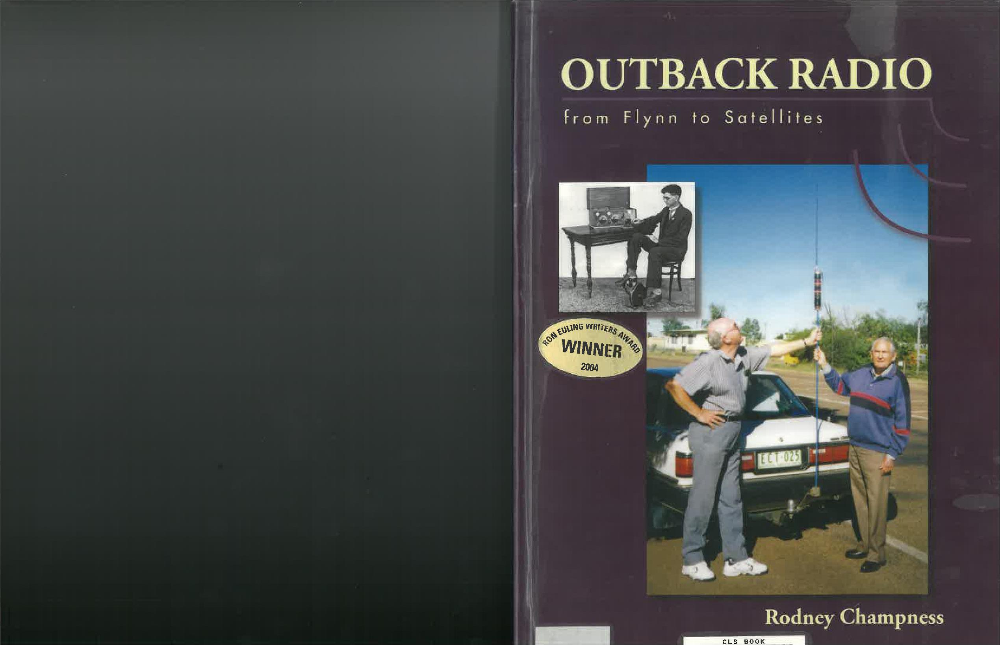 OUTBACK RADIO
from Flynn to Satellites
RON EULING WRITERS AWARD
WINNER
2004
ECT·025
Rodney Champness
CLS BOOK